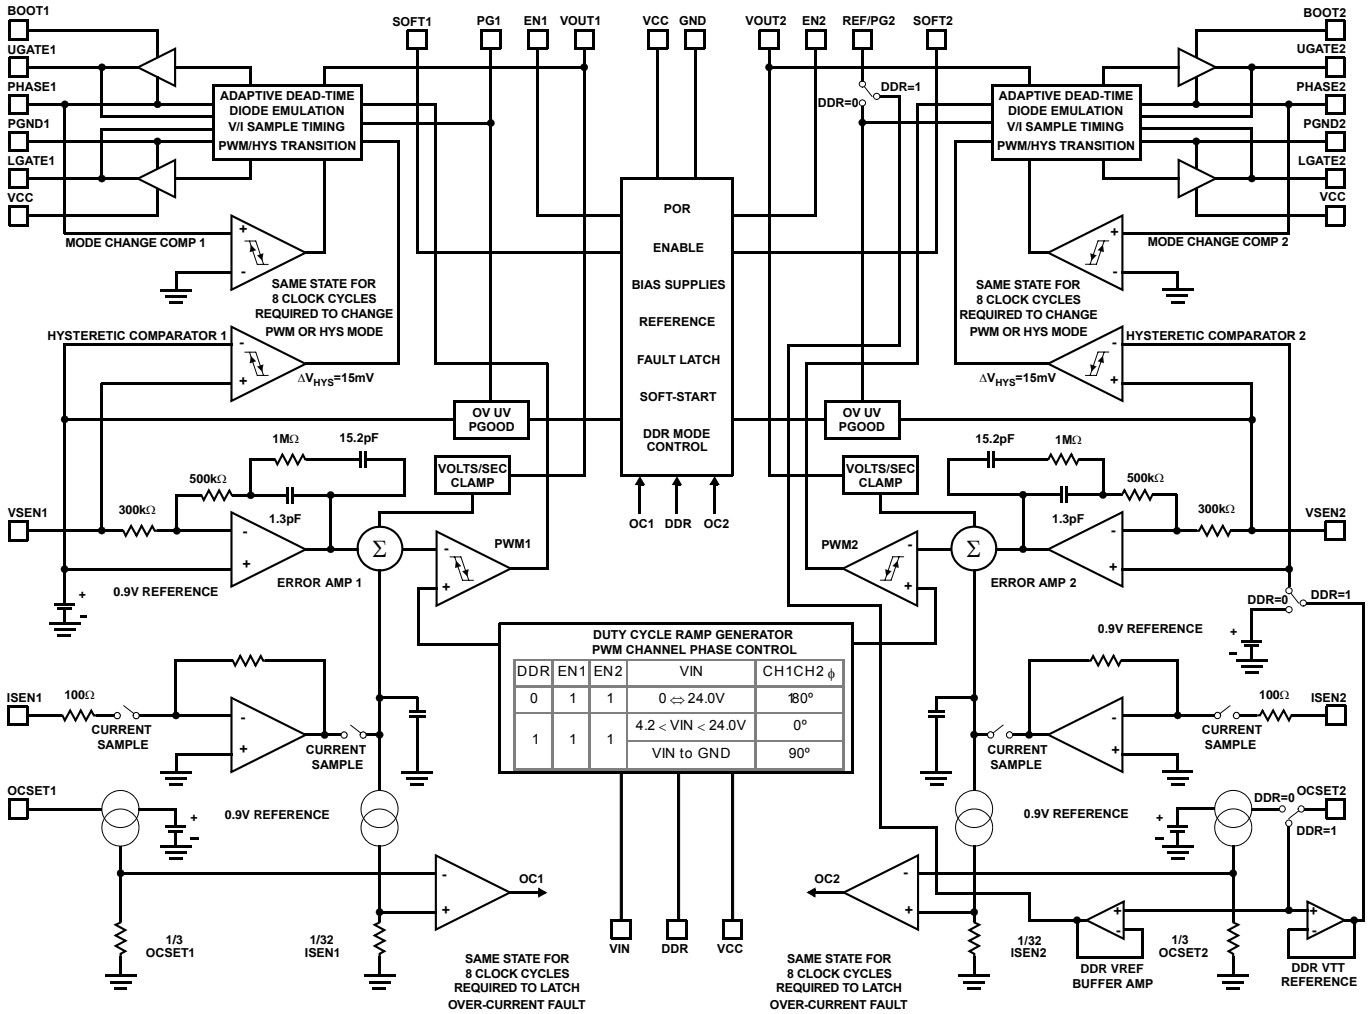 BOOT1
UGATE1
PHASE1
PGND1
LGATE1
VCC
SOFT1
PG1
EN1
VOUT1
VCC
GND
VOUT2
EN2
REF/PG2
SOFT2
BOOT2
UGATE2
PHASE2
PGND2
LGATE2
VCC
DDR=1
DDR=0
ADAPTIVE DEAD-TIME
DIODE EMULATION
V/I SAMPLE TIMING
PWM/HYS TRANSITION
ADAPTIVE DEAD-TIME
DIODE EMULATION
V/I SAMPLE TIMING
PWM/HYS TRANSITION
POR
ENABLE
BIAS SUPPLIES
REFERENCE
FAULT LATCH
SOFT-START
DDR MODE
CONTROL
OC1
DDR
OC2
MODE CHANGE COMP 1
+
-
SAME STATE FOR
8 CLOCK CYCLES
REQUIRED TO CHANGE
PWM OR HYS MODE
HYSTERETIC COMPARATOR 1
-
+
ΔVHYS=15mV
MODE CHANGE COMP 2
+
-
SAME STATE FOR
8 CLOCK CYCLES
REQUIRED TO CHANGE
PWM OR HYS MODE
HYSTERETIC COMPARATOR 2
-
+
ΔVHYS=15mV
OV UV
PGOOD
OV UV
PGOOD
1MΩ
15.2pF
500kΩ
300kΩ
1.3pF
VSEN1
-
+
ERROR AMP 1
0.9V REFERENCE
+
-
VOLTS/SEC
CLAMP
Σ
-
+
PWM1
VOLTS/SEC
CLAMP
Σ
-
+
PWM2
15.2pF
1MΩ
500kΩ
300kΩ
1.3pF
VSEN2
-
+
ERROR AMP 2
DDR=0
DDR=1
0.9V REFERENCE
+
-
DUTY CYCLE RAMP GENERATOR
PWM CHANNEL PHASE CONTROL
DDR EN1 EN2 VIN CH1CH2 ϕ
0 1 1 0 ⇔ 24.0V 180º
1 1 1 4.2 < VIN < 24.0V 0º
VIN to GND 90º
ISEN1
100Ω
CURRENT
SAMPLE
-
+
CURRENT
SAMPLE
ISEN2
100Ω
CURRENT
SAMPLE
-
+
CURRENT
SAMPLE
OCSET1
+
-
0.9V REFERENCE
1/3
OCSET1
1/32
ISEN1
-
+
OC1
SAME STATE FOR
8 CLOCK CYCLES
REQUIRED TO LATCH
OVER-CURRENT FAULT
VIN
DDR
VCC
OC2
-
+
SAME STATE FOR
8 CLOCK CYCLES
REQUIRED TO LATCH
OVER-CURRENT FAULT
0.9V REFERENCE
+
-
DDR=0
OCSET2
DDR=1
1/32
ISEN2
+
-
DDR VREF
BUFFER AMP
1/3
OCSET2
+
-
DDR VTT
REFERENCE